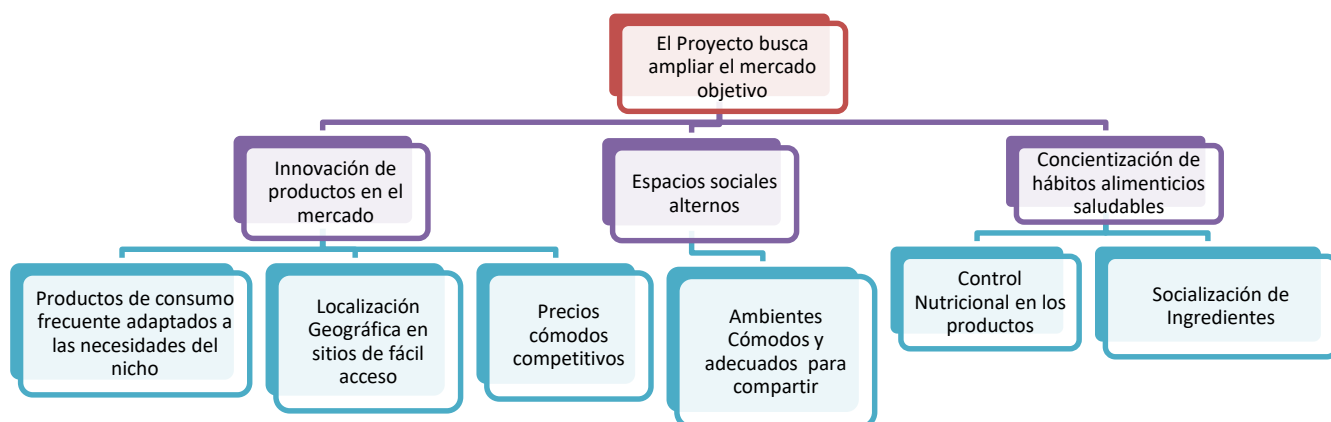 El Proyecto busca
ampliar el mercado
objetivo
Innovación de
productos en el
mercado
Espacios sociales
alternos
Concientización de
hábitos alimenticios
saludables
Productos de consumo
frecuente adaptados a
las necesidades del
nicho
Localización
Geográfica en
sitios de fácil
acceso
Precios
cómodos
competitivos
Ambientes
Cómodos y
adecuados para
compartir
Control
Nutricional en los
productos
Socialización de
Ingredientes